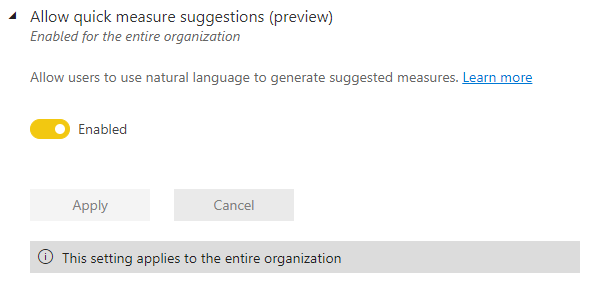 Allow quick measure suggestions (preview)
Enabled for the entire organization
Allow users to use natural language to generate suggested measures. Learn more
Enabled
Apply Cancel
This setting applies to the entire organization